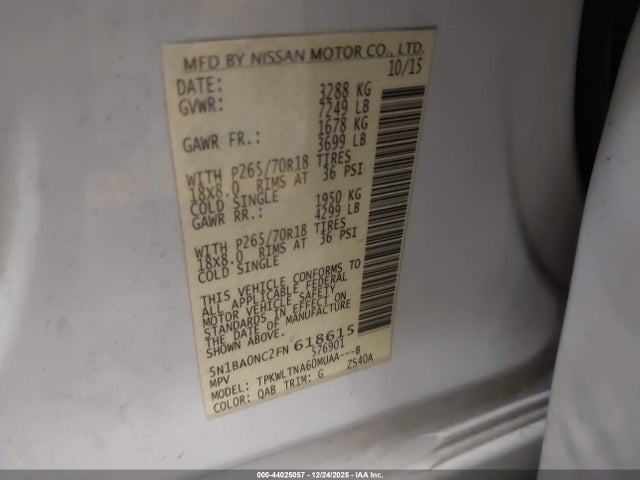 MFD BY NISSAN MOTOR CO., LTD.
DATE: 10/15
GVWR: 3288 KG
7249 LB
GAWR FR.: 1678 KG
3699 LB
WITH P265/70R18 TIRES
18X8.0 RIMS AT 36 PSI
COLD SINGLE
GAWR RR.: 1950 KG
4299 LB
WITH P265/70R18 TIRES
18X8.0 RIMS AT 36 PSI
COLD SINGLE
THIS VEHICLE CONFORMS TO
ALL APPLICABLE FEDERAL
MOTOR VEHICLE SAFETY
STANDARDS IN EFFECT ON
THE DATE OF MANUFACTURE
SHOWN ABOVE.
5N1BA0NC2FN 618615
MPV 576901
MODEL: TPKWLTNA60MUAA---B
COLOR: QAB TRIM: G ZS40A
000-44025057 - 12/24/2025 - IAA Inc.